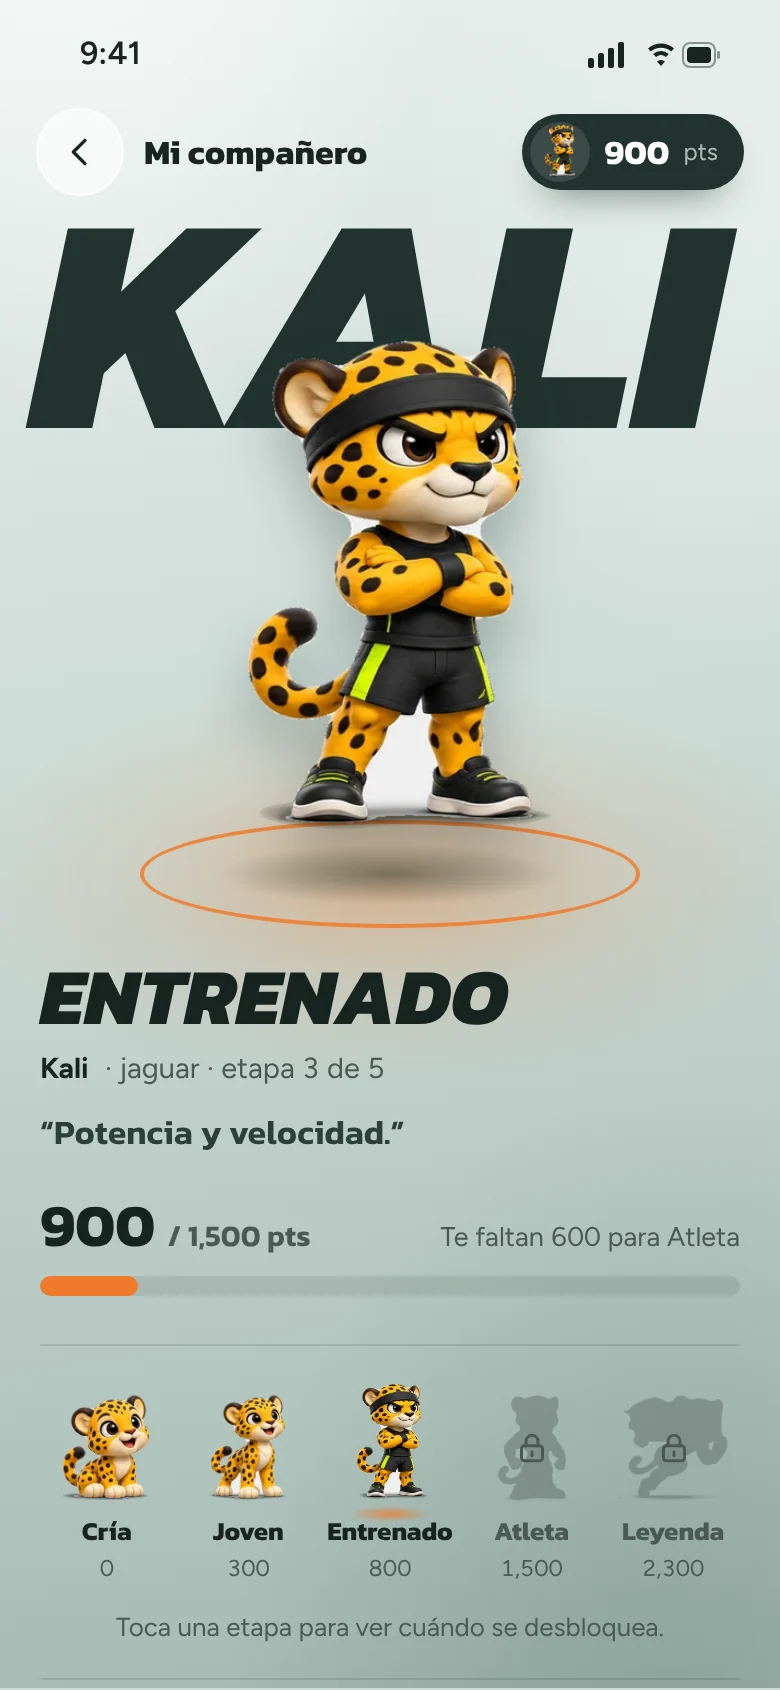 9:41
Mi compañero
900 pts
KALI
ENTRENADO
Kali · jaguar · etapa 3 de 5
“Potencia y velocidad.”
900 / 1,500 pts
Te faltan 600 para Atleta
Cría
Joven
Entrenado
Atleta
Leyenda
0
300
800
1,500
2,300
Toca una etapa para ver cuándo se desbloquea.